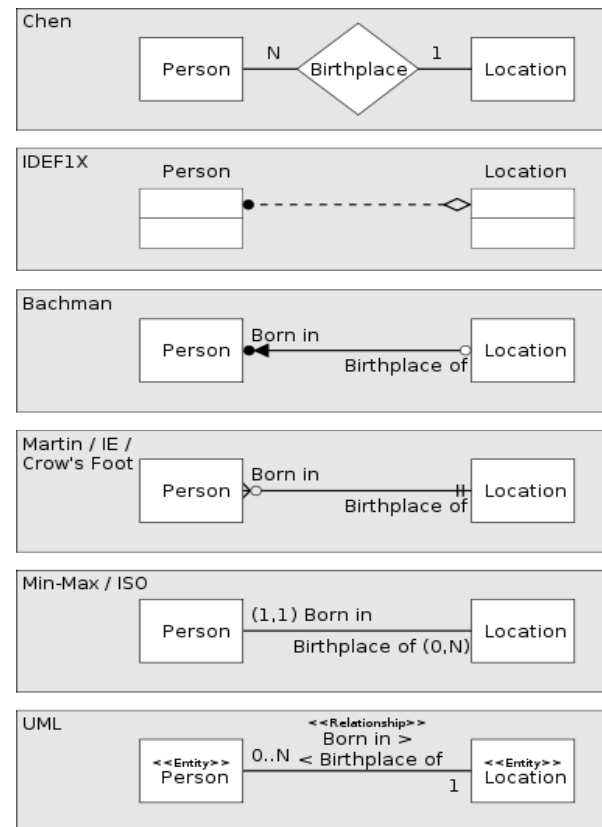 Chen
Person
N
Birthplace
1
Location
IDEF1X
Person
Location
Bachman
Person
Born in
Birthplace of
Location
Martin / IE /
Crow's Foot
Person
Born in
Birthplace of
Location
Min-Max / ISO
Person
(1,1) Born in
Birthplace of (0,N)
Location
UML
<<Entity>>
Person
0..N
<<Relationship>>
Born in >
< Birthplace of
1
<<Entity>>
Location